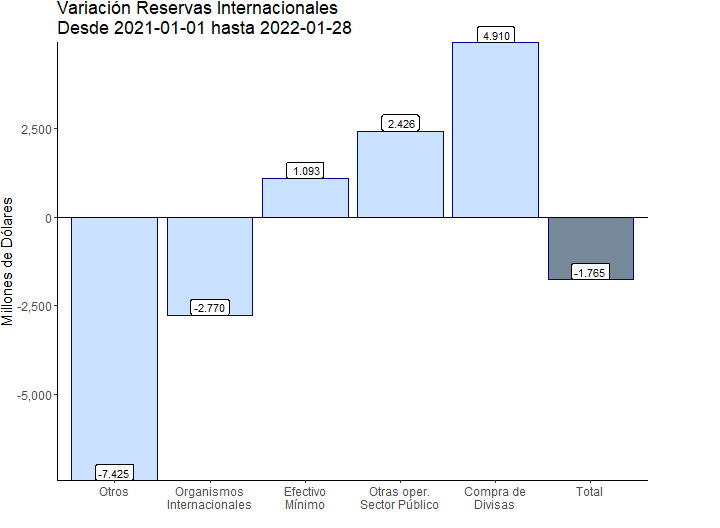 Variación Reservas Internacionales
Desde 2021-01-01 hasta 2022-01-28
Millones de Dólares
2,500
0
-2,500
-5,000
-7.425
-2.770
1.093
2.426
4.910
-1.765
Otros
Organismos
Internacionales
Efectivo
Mínimo
Otras oper.
Sector Público
Compra de
Divisas
Total